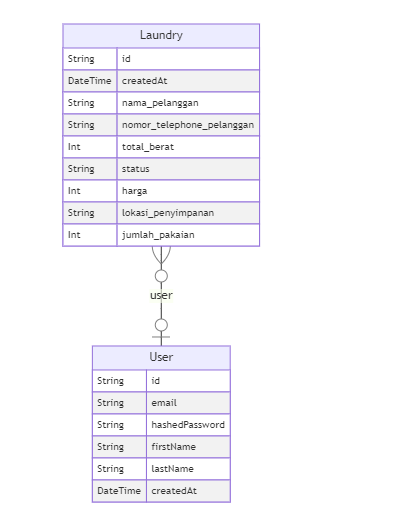 Laundry
String id
DateTime createdAt
String nama_pelanggan
String nomor_telephone_pelanggan
Int total_berat
String status
Int harga
String lokasi_penyimpanan
Int jumlah_pakaian
user
User
String id
String email
String hashedPassword
String firstName
String lastName
DateTime createdAt